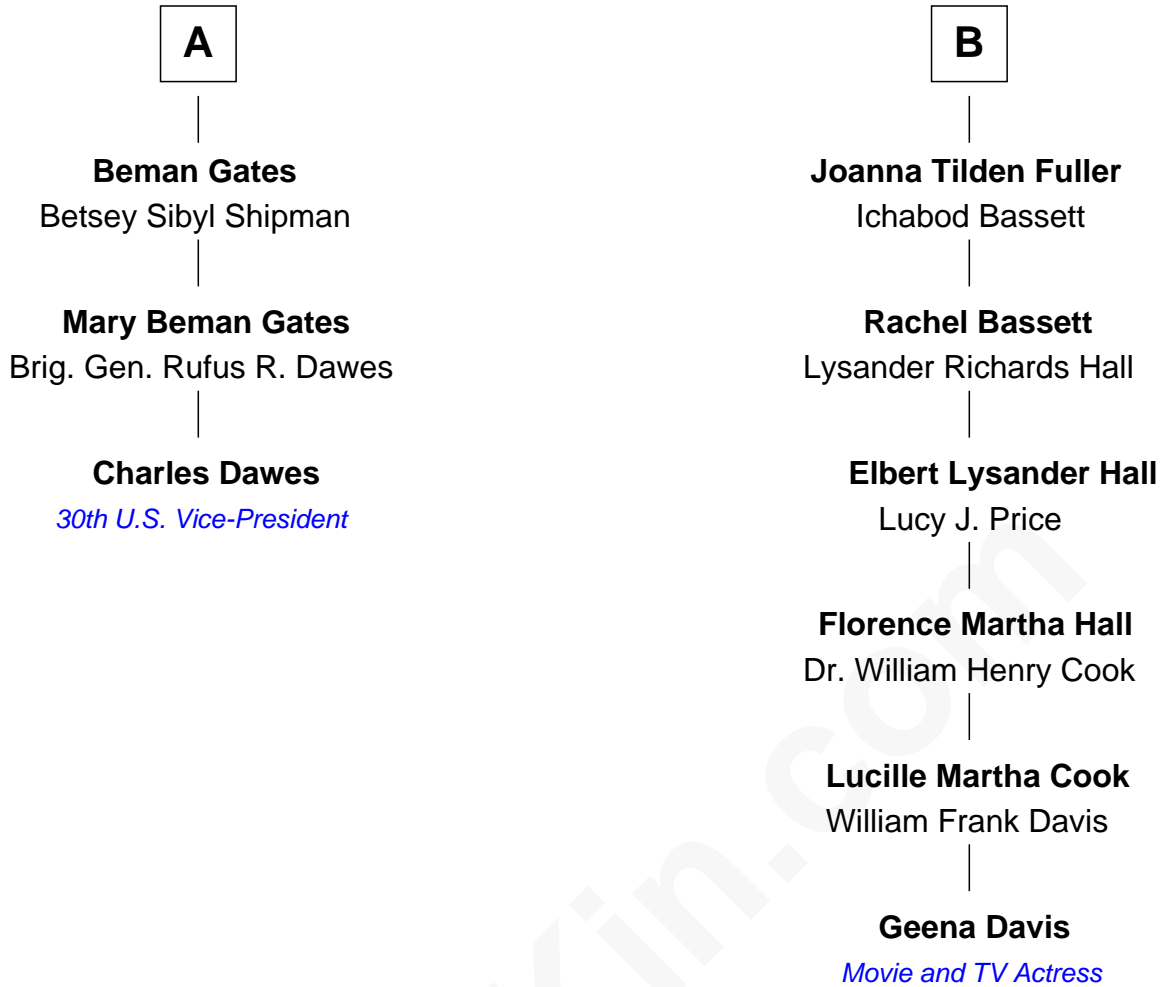 A
Beman Gates
Betsey Sibyl Shipman
Mary Beman Gates
Brig. Gen. Rufus R. Dawes
Charles Dawes
30th U.S. Vice-President
B
Joanna Tilden Fuller
Ichabod Bassett
Rachel Bassett
Lysander Richards Hall
Elbert Lysander Hall
Lucy J. Price
Florence Martha Hall
Dr. William Henry Cook
Lucille Martha Cook
William Frank Davis
Geena Davis
Movie and TV Actress
Kin.com